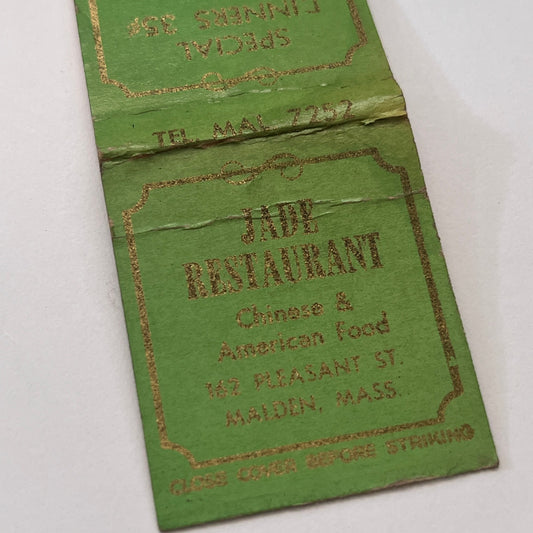 SPECIAL
DINNERS 35¢
TEL. MAL. 7252
JADE
RESTAURANT
Chinese &
American Food
162 PLEASANT ST.
MALDEN, MASS.
CLOSE COVER BEFORE STRIKING